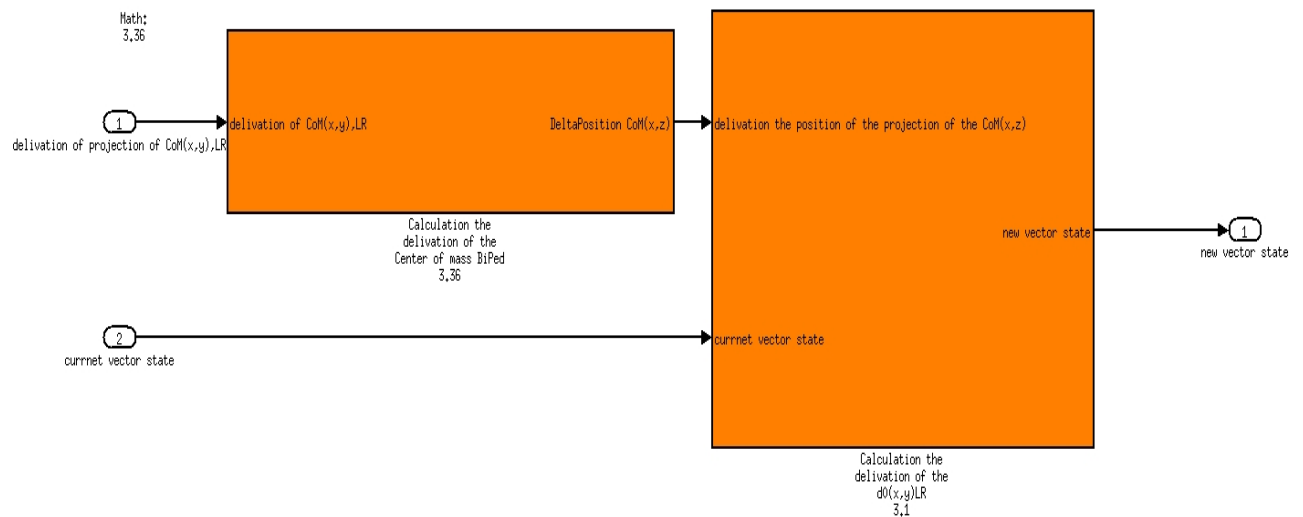 Math:
3.36
1
delivation of projection of CoM(x,y),LR
delivation of CoM(x,y),LR
DeltaPosition CoM(x,z)
Calculation the
delivation of the
Center of mass BiPed
3.36
delivation the position of the projection of the CoM(x,z)
new vector state
1
new vector state
2
currnet vector state
currnet vector state
Calculation the
delivation of the
d0(x,y)LR
3.1